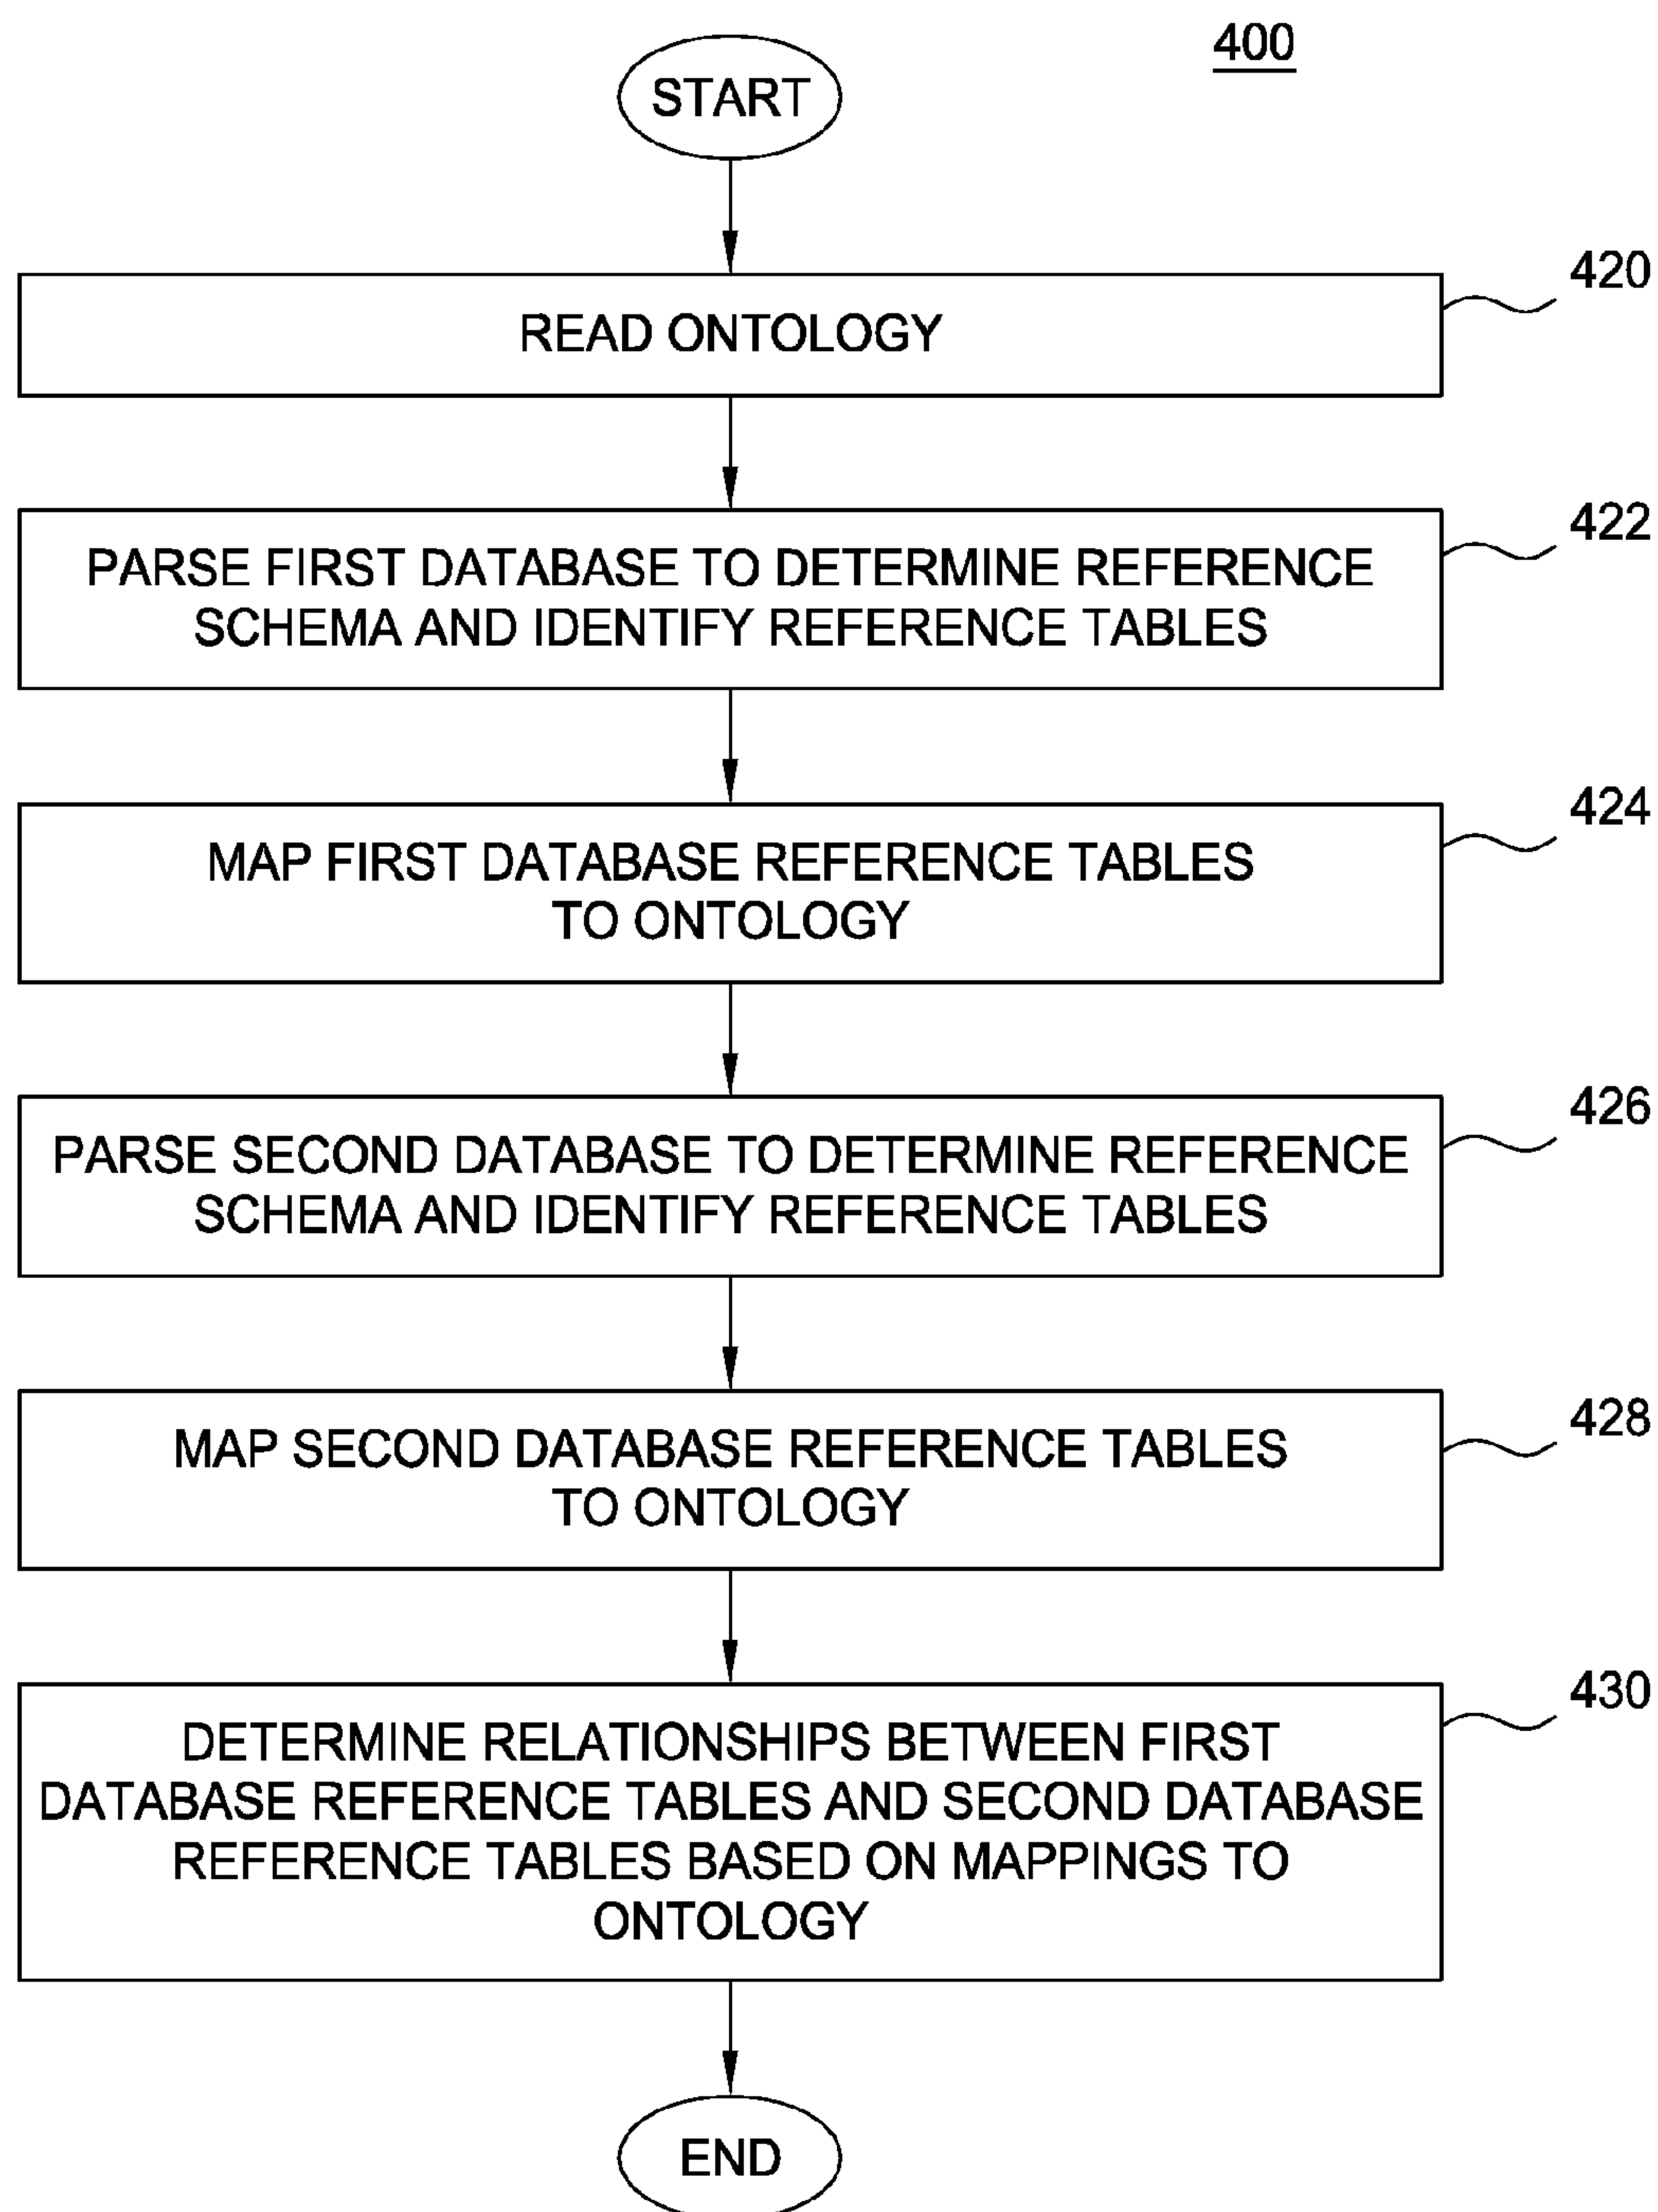 400
START
420
READ ONTOLOGY
422
PARSE FIRST DATABASE TO DETERMINE REFERENCE
SCHEMA AND IDENTIFY REFERENCE TABLES
424
MAP FIRST DATABASE REFERENCE TABLES
TO ONTOLOGY
426
PARSE SECOND DATABASE TO DETERMINE REFERENCE
SCHEMA AND IDENTIFY REFERENCE TABLES
428
MAP SECOND DATABASE REFERENCE TABLES
TO ONTOLOGY
430
DETERMINE RELATIONSHIPS BETWEEN FIRST
DATABASE REFERENCE TABLES AND SECOND DATABASE
REFERENCE TABLES BASED ON MAPPINGS TO
ONTOLOGY
END